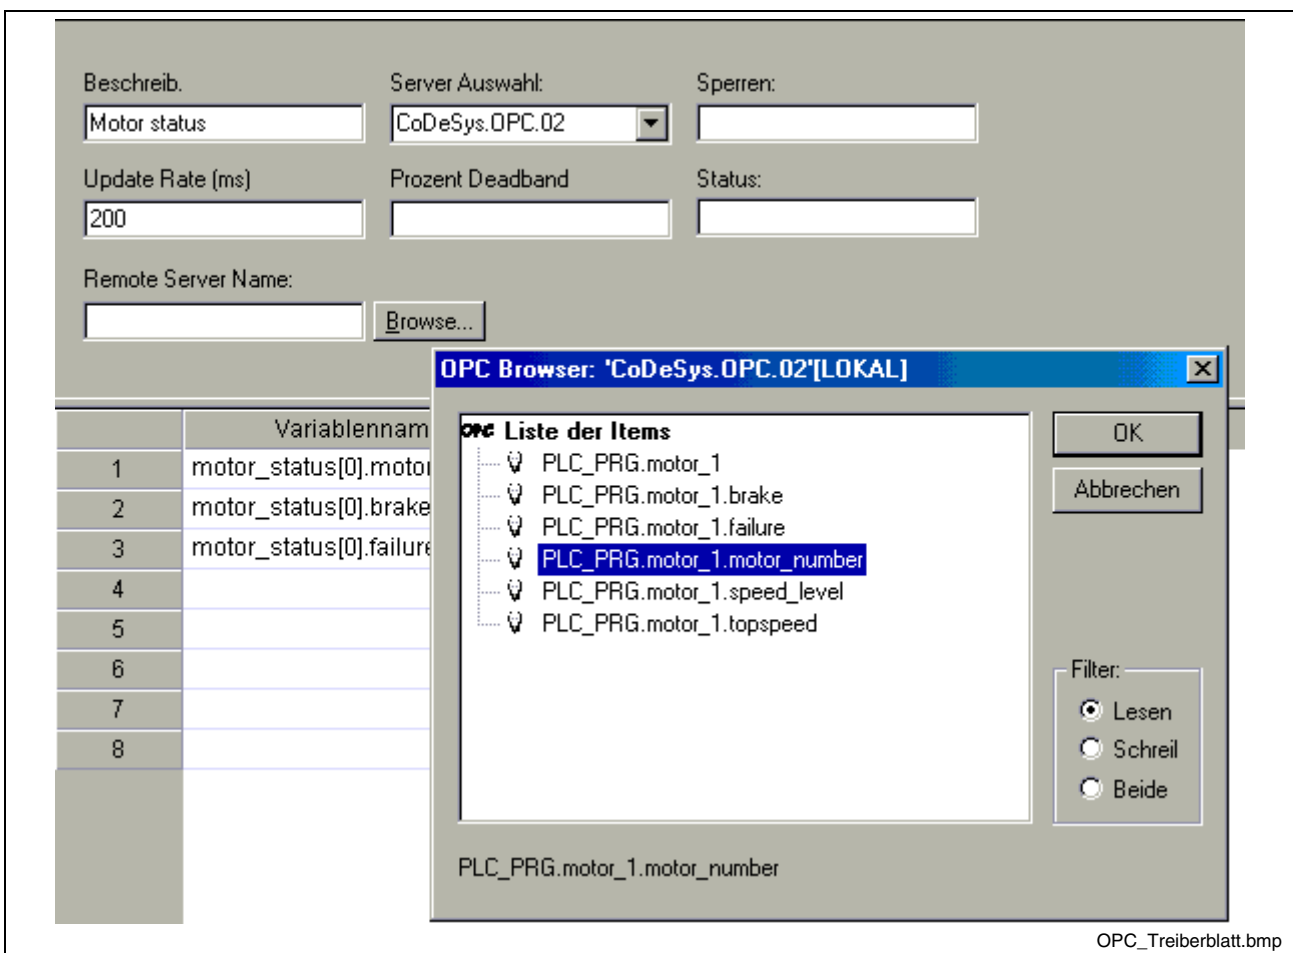 Beschreib. Server Auswahl: Sperren:
Motor status CoDeSys.OPC.02
Update Rate (ms) Prozent Deadband Status:
200
Remote Server Name:
Browse...
OPC Browser: 'CoDeSys.OPC.02'[LOKAL]
Variablennam
1 motor_status[0].motor
2 motor_status[0].brake
3 motor_status[0].failure
4
5
6
7
8
OPC Liste der Items
PLC_PRG.motor_1
PLC_PRG.motor_1.brake
PLC_PRG.motor_1.failure
PLC_PRG.motor_1.motor_number
PLC_PRG.motor_1.speed_level
PLC_PRG.motor_1.topspeed
OK
Abbrechen
Filter:
Lesen
Schreil
Beide
PLC_PRG.motor_1.motor_number
OPC_Treiberblatt.bmp